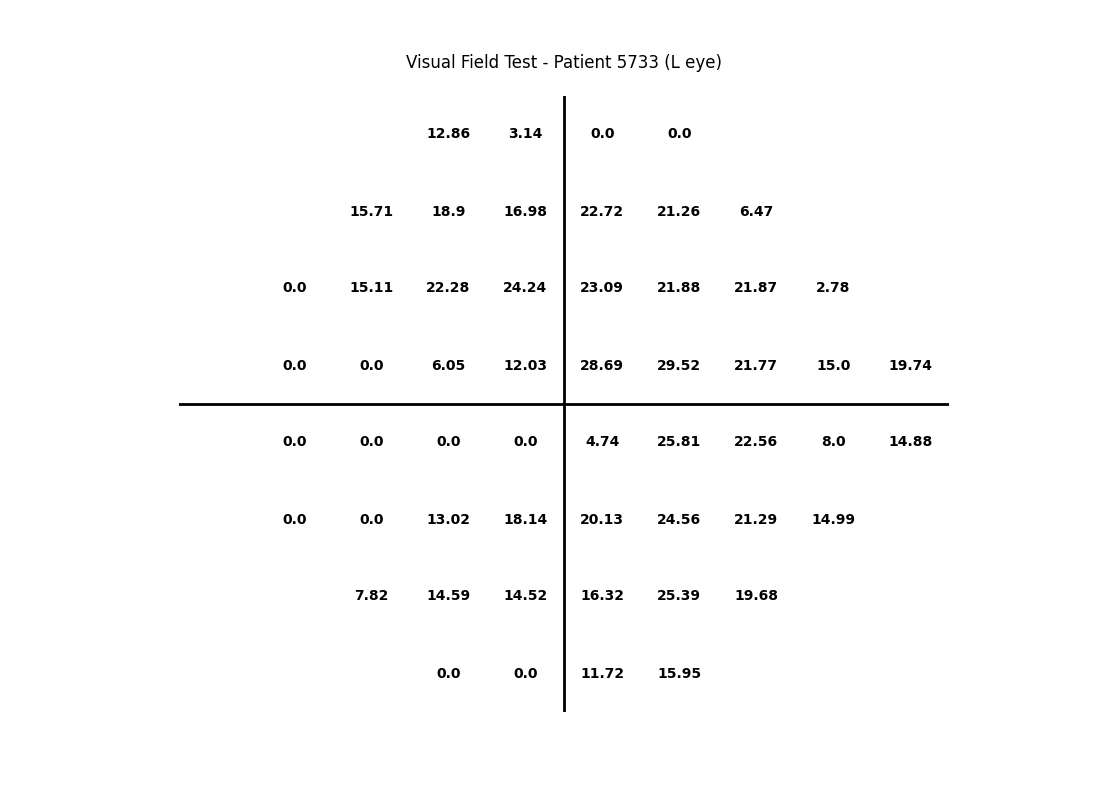 Visual Field Test - Patient 5733 (L eye)
12.86 3.14 0.0 0.0
15.71 18.9 16.98 22.72 21.26 6.47
0.0 15.11 22.28 24.24 23.09 21.88 21.87 2.78
0.0 0.0 6.05 12.03 28.69 29.52 21.77 15.0 19.74
0.0 0.0 0.0 0.0 4.74 25.81 22.56 8.0 14.88
0.0 0.0 13.02 18.14 20.13 24.56 21.29 14.99
7.82 14.59 14.52 16.32 25.39 19.68
0.0 0.0 11.72 15.95